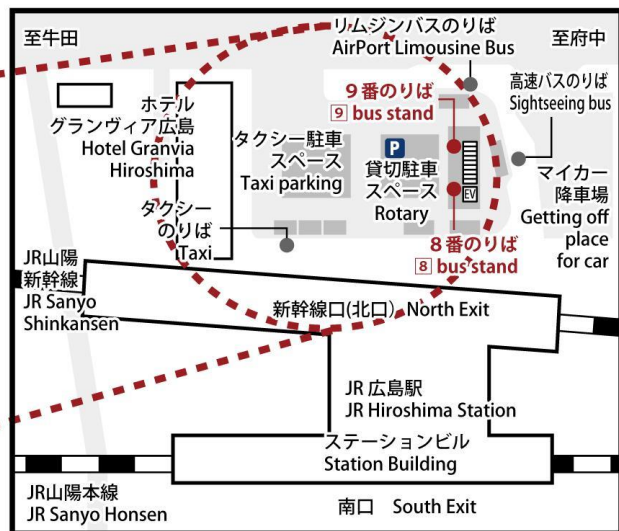 至牛田
リムジンバスのりば
AirPort Limousine Bus
至府中
高速バスのりば
Sightseeing bus
9番のりば
9 bus stand
ホテル
グランヴィア広島
Hotel Granvia
Hiroshima
タクシー駐車
スペース
Taxi parking
P
貸切駐車
スペース
Rotary
EV
マイカー
降車場
Getting off
place
for car
タクシー
のりば
Taxi
8番のりば
8 bus stand
JR山陽
新幹線
JR Sanyo
Shinkansen
新幹線口(北口) North Exit
JR 広島駅
JR Hiroshima Station
ステーションビル
Station Building
JR山陽本線
JR Sanyo Honsen
南口 South Exit